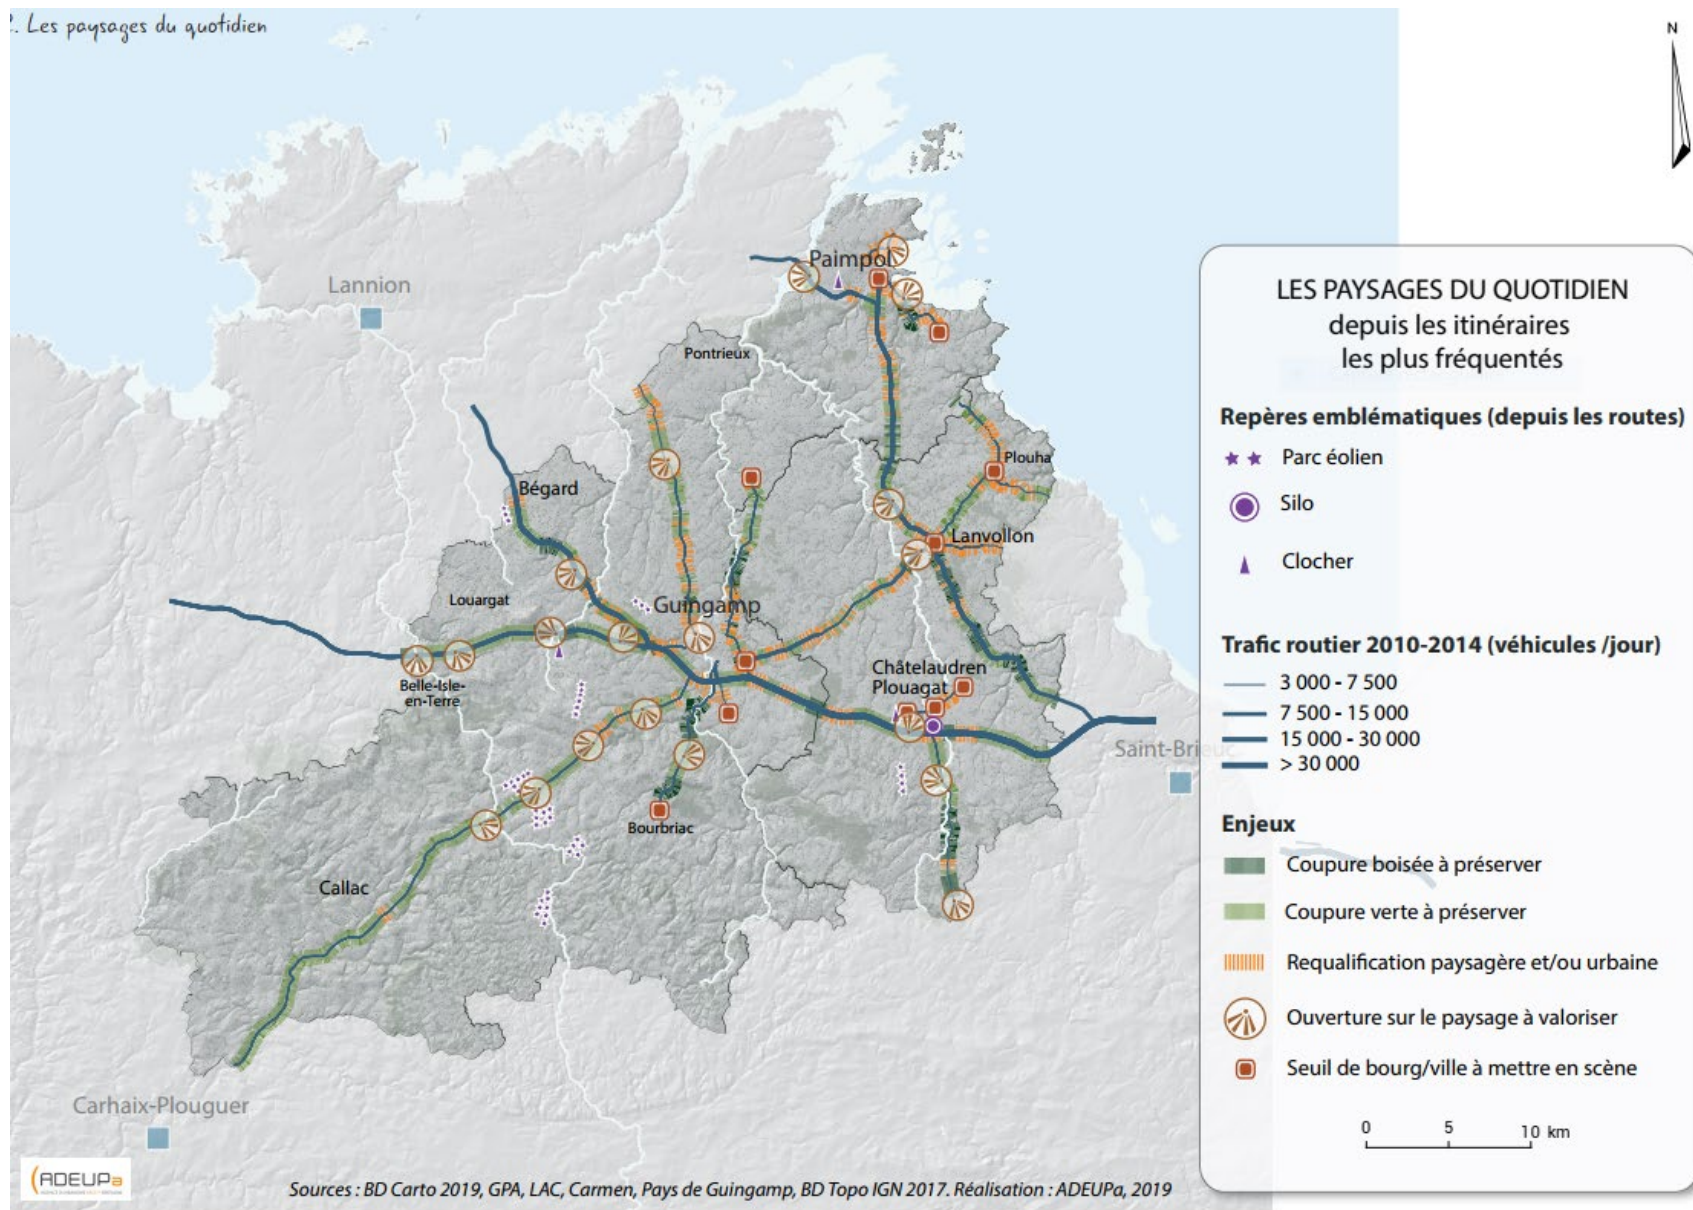 . Les paysages du quotidien
N
Lannion
Paimpol
Pontrieux
Plouha
Bégard
Lanvollon
Louargat
Guingamp
Belle-Isle-
en-Terre
Châtelaudren
Plouagat
Saint-Brieuc
Bourbriac
Callac
Carhaix-Plouguer
LES PAYSAGES DU QUOTIDIEN
depuis les itinéraires
les plus fréquentés
Repères emblématiques (depuis les routes)
Parc éolien
Silo
Clocher
Trafic routier 2010-2014 (véhicules /jour)
3 000 - 7 500
7 500 - 15 000
15 000 - 30 000
> 30 000
Enjeux
Coupure boisée à préserver
Coupure verte à préserver
Requalification paysagère et/ou urbaine
Ouverture sur le paysage à valoriser
Seuil de bourg/ville à mettre en scène
0 5 10 km
ADEUPa
Sources : BD Carto 2019, GPA, LAC, Carmen, Pays de Guingamp, BD Topo IGN 2017. Réalisation : ADEUPa, 2019